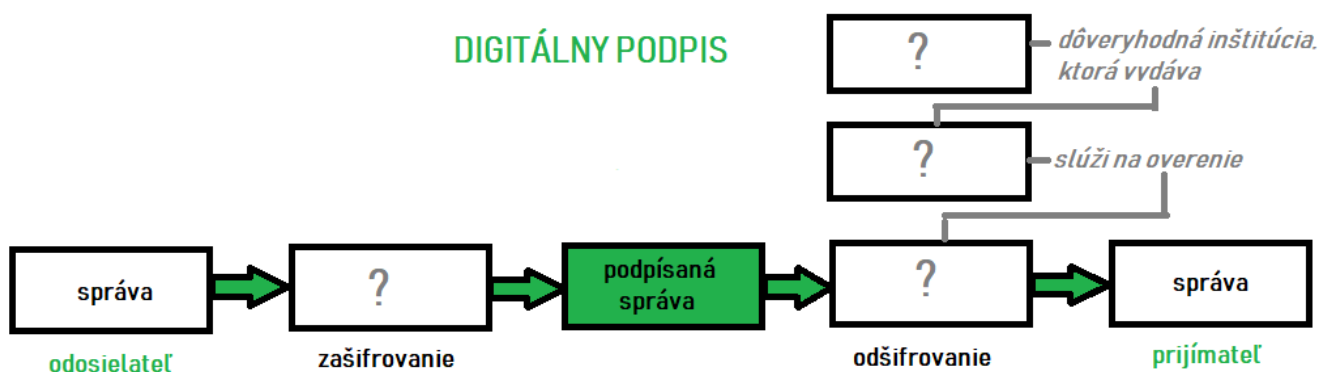 DIGITÁLNY PODPIS
?
dôveryhodná inštitúcia,
ktorá vydáva
?
slúži na overenie
správa
?
podpísaná
správa
?
správa
odosielateľ
zašifrovanie
odšifrovanie
prijímateľ